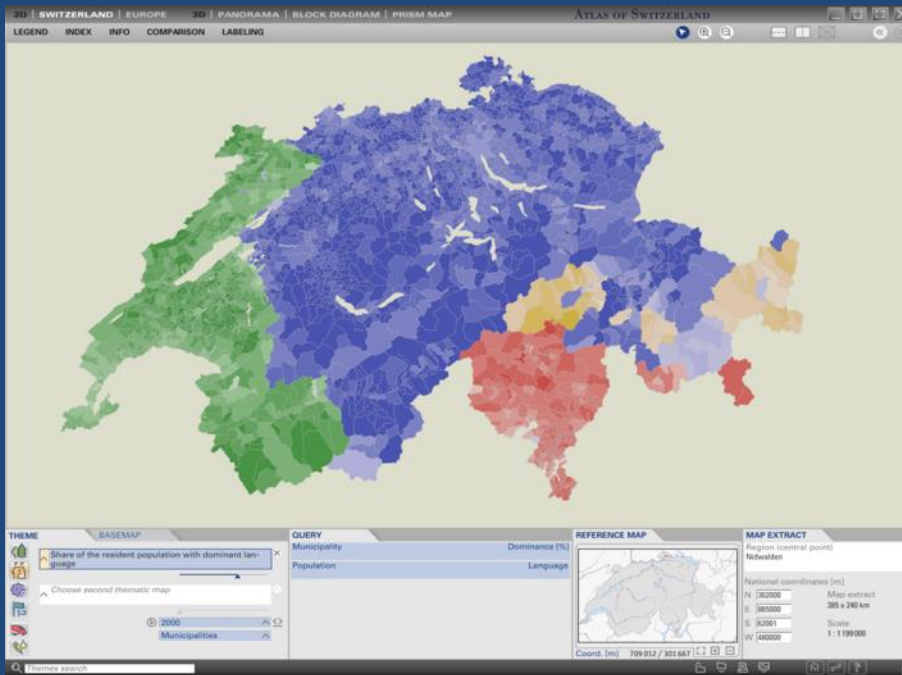 2D | SWITZERLAND | EUROPE 3D | PANORAMA | BLOCK DIAGRAM | PRISM MAP ATLAS OF SWITZERLAND
LEGEND INDEX INFO COMPARISON LABELING
THEME BASEMAP
Share of the resident population with dominant lan-
guage
Choose second thematic map
2000
Municipalities
QUERY
Municipality Dominance [%]
Population Language
REFERENCE MAP
Coord. [m] 709 012 / 301 667
MAP EXTRACT
Region (central point)
Nidwalden
National coordinates [m]
N 302000 Map extract
E 865000 385 x 240 km
S 62001 Scale
W 480000 1 : 1 199 000
Themes search